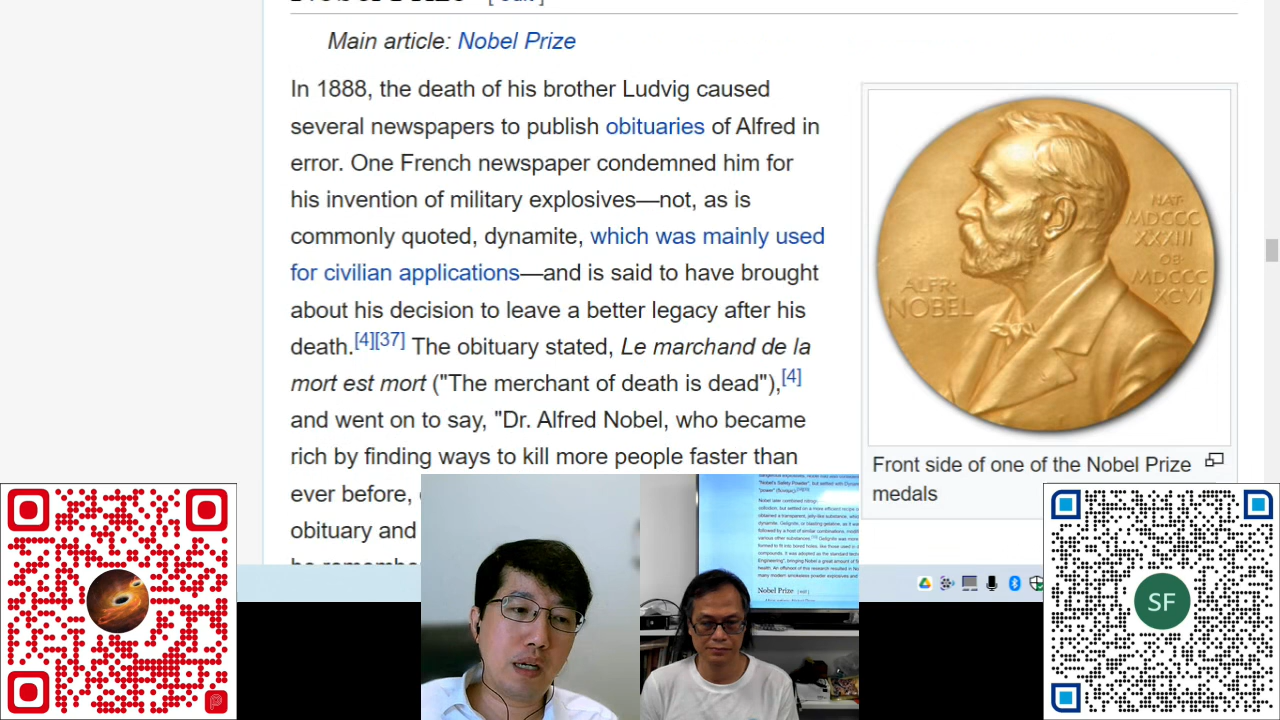 Main article: Nobel Prize
In 1888, the death of his brother Ludvig caused
several newspapers to publish obituaries of Alfred in
error. One French newspaper condemned him for
his invention of military explosives—not, as is
commonly quoted, dynamite, which was mainly used
for civilian applications—and is said to have brought
about his decision to leave a better legacy after his
death.[4][37] The obituary stated, Le marchand de la
mort est mort ("The merchant of death is dead"),[4]
and went on to say, "Dr. Alfred Nobel, who became
rich by finding ways to kill more people faster than
ever before,
obituary and
ALFR·
NOBEL
NAT·
MDCCC
XXXIII
OB·
MDCCC
XCVI
Front side of one of the Nobel Prize
medals
Nobel Prize
SF